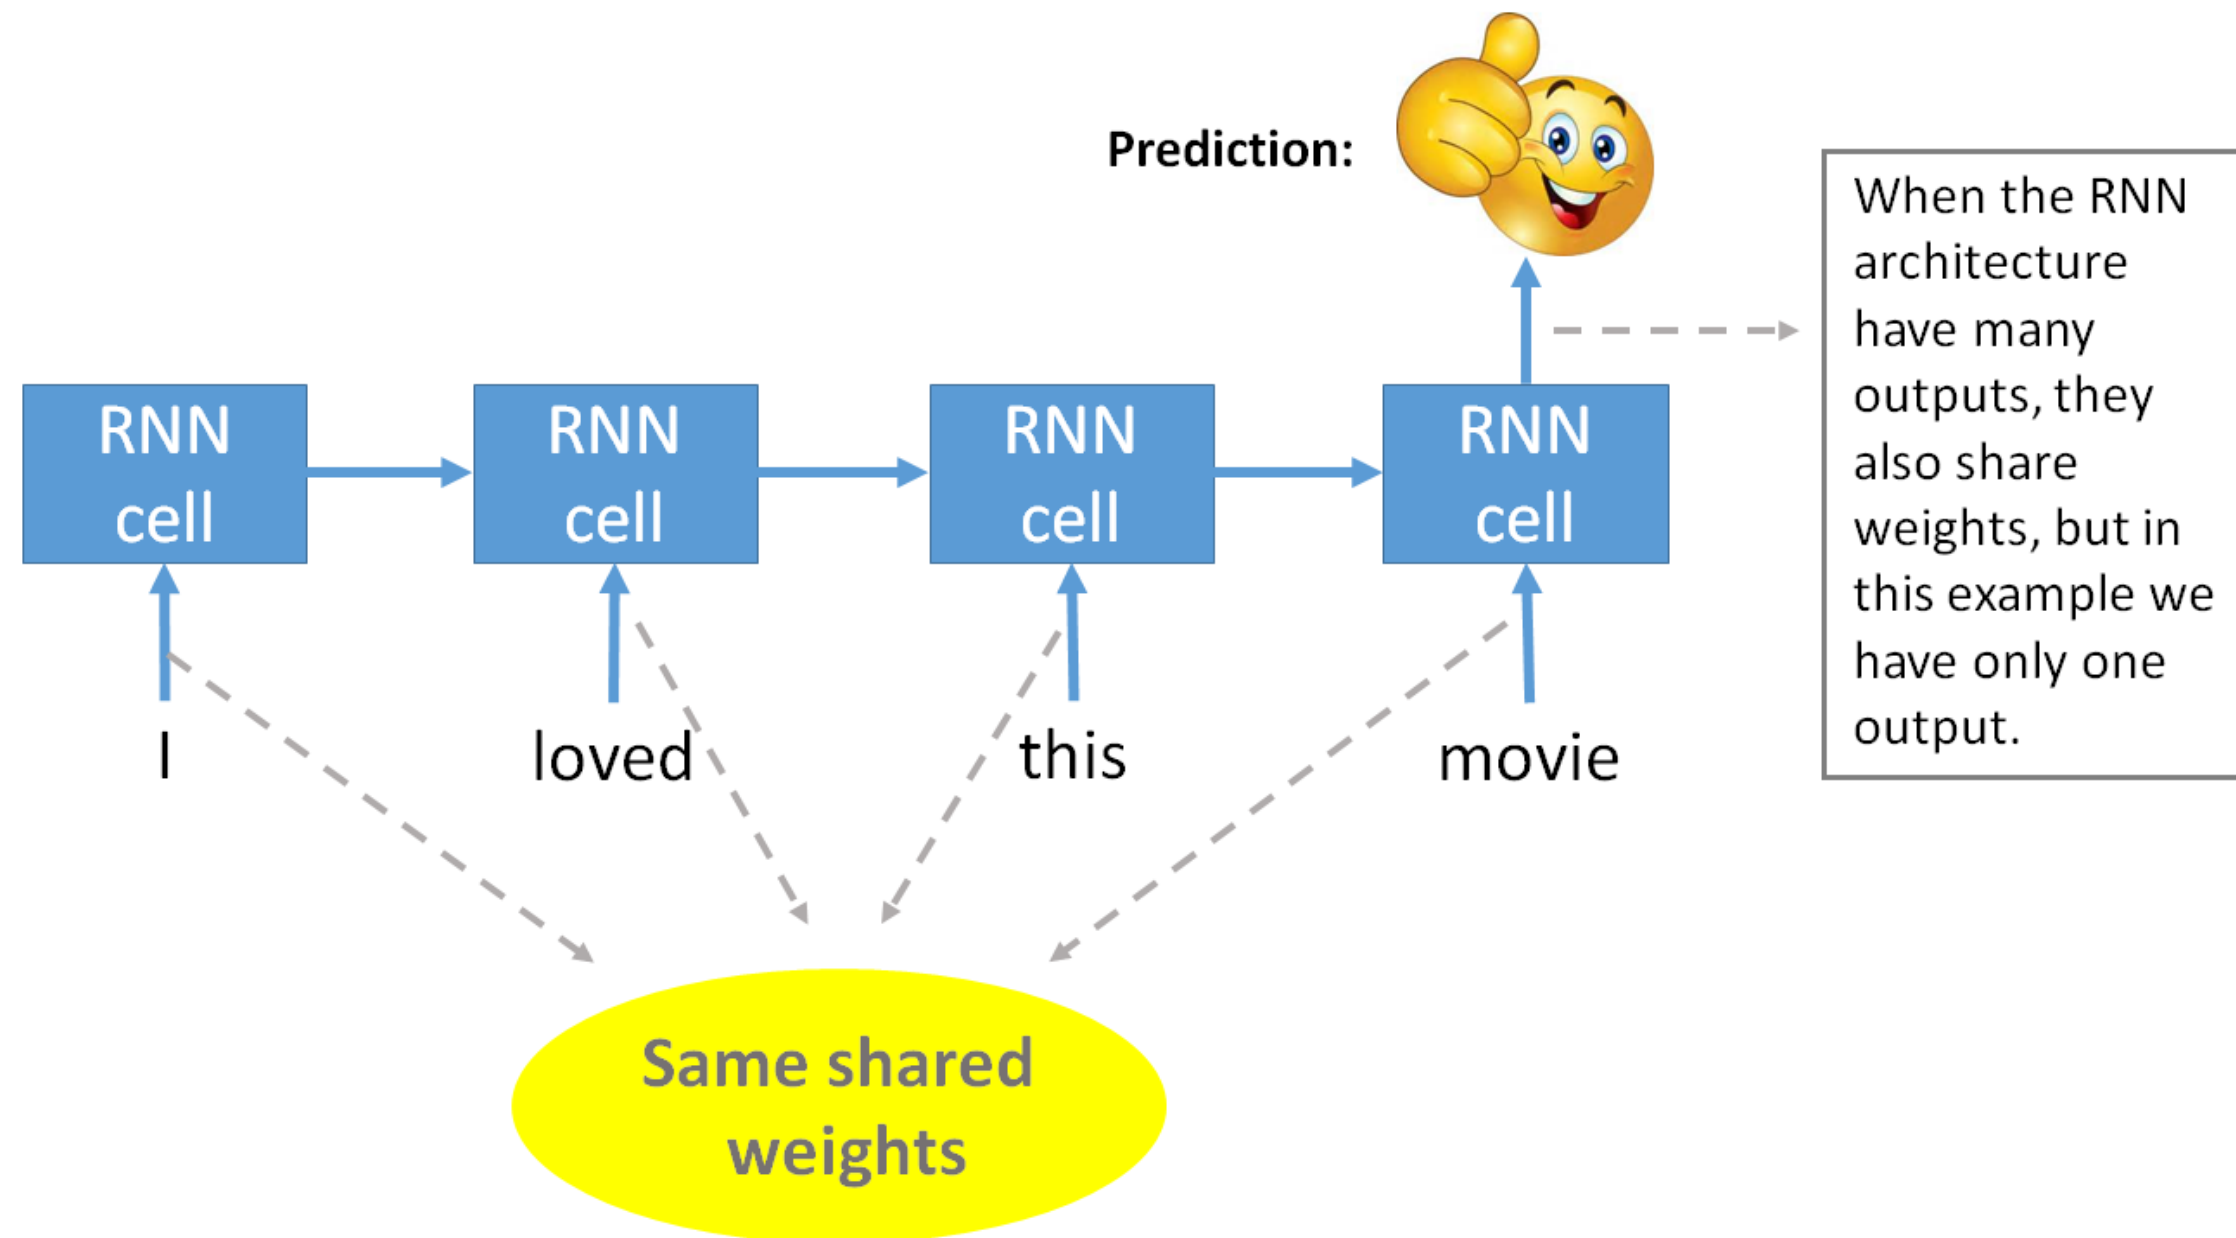 Prediction:
When the RNN
architecture
have many
outputs, they
also share
weights, but in
this example we
have only one
output.
RNN
cell
RNN
cell
RNN
cell
RNN
cell
I
loved
this
movie
Same shared
weights